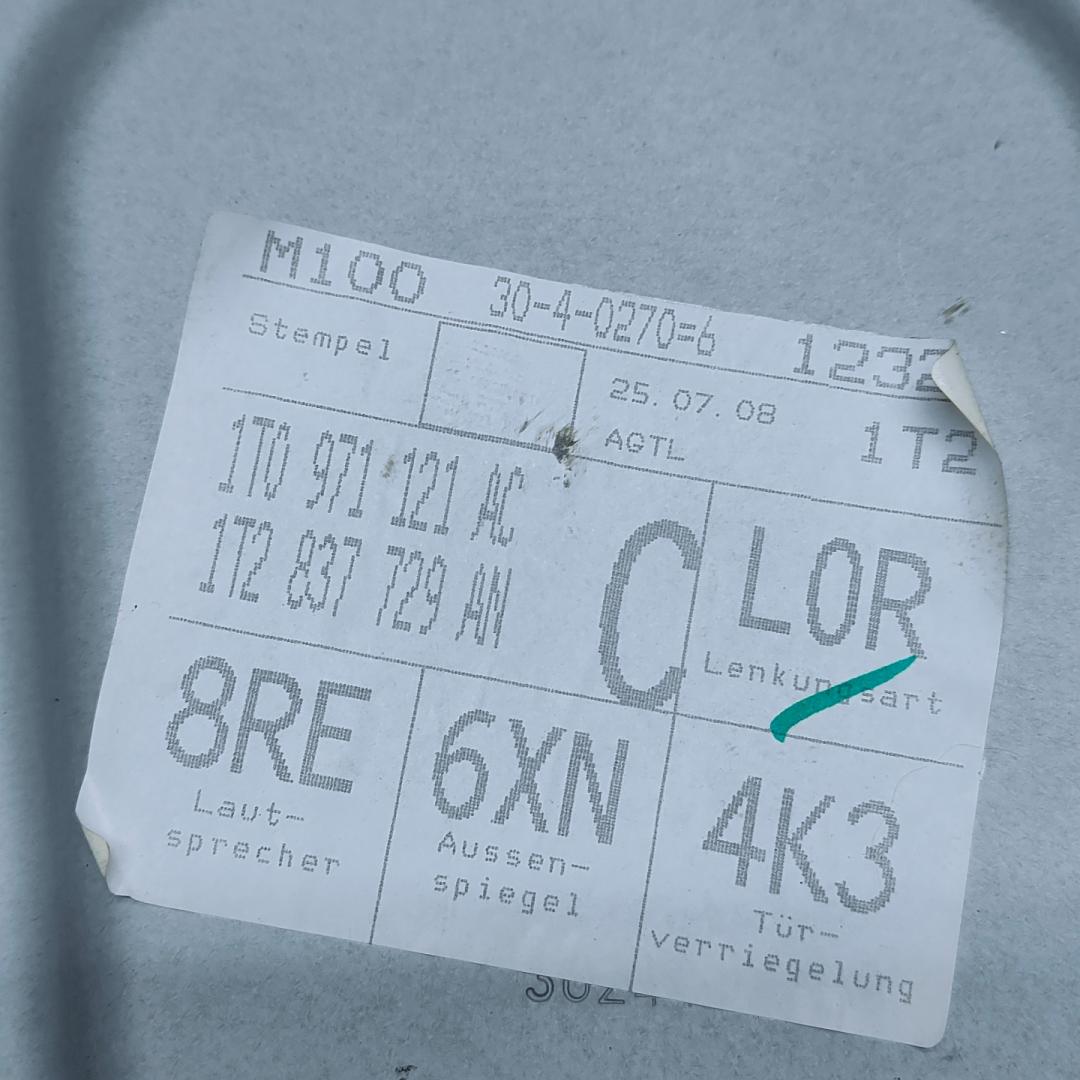 M100 30-4-0270=6 1232
Stempel 25.07.08
AGTL 1T2
1T0 971 121 AC
1T2 837 729 AN
C
L0R
Lenkungsart
8RE
Laut-
sprecher
6XN
Aussen-
spiegel
4K3
Tür-
verriegelung